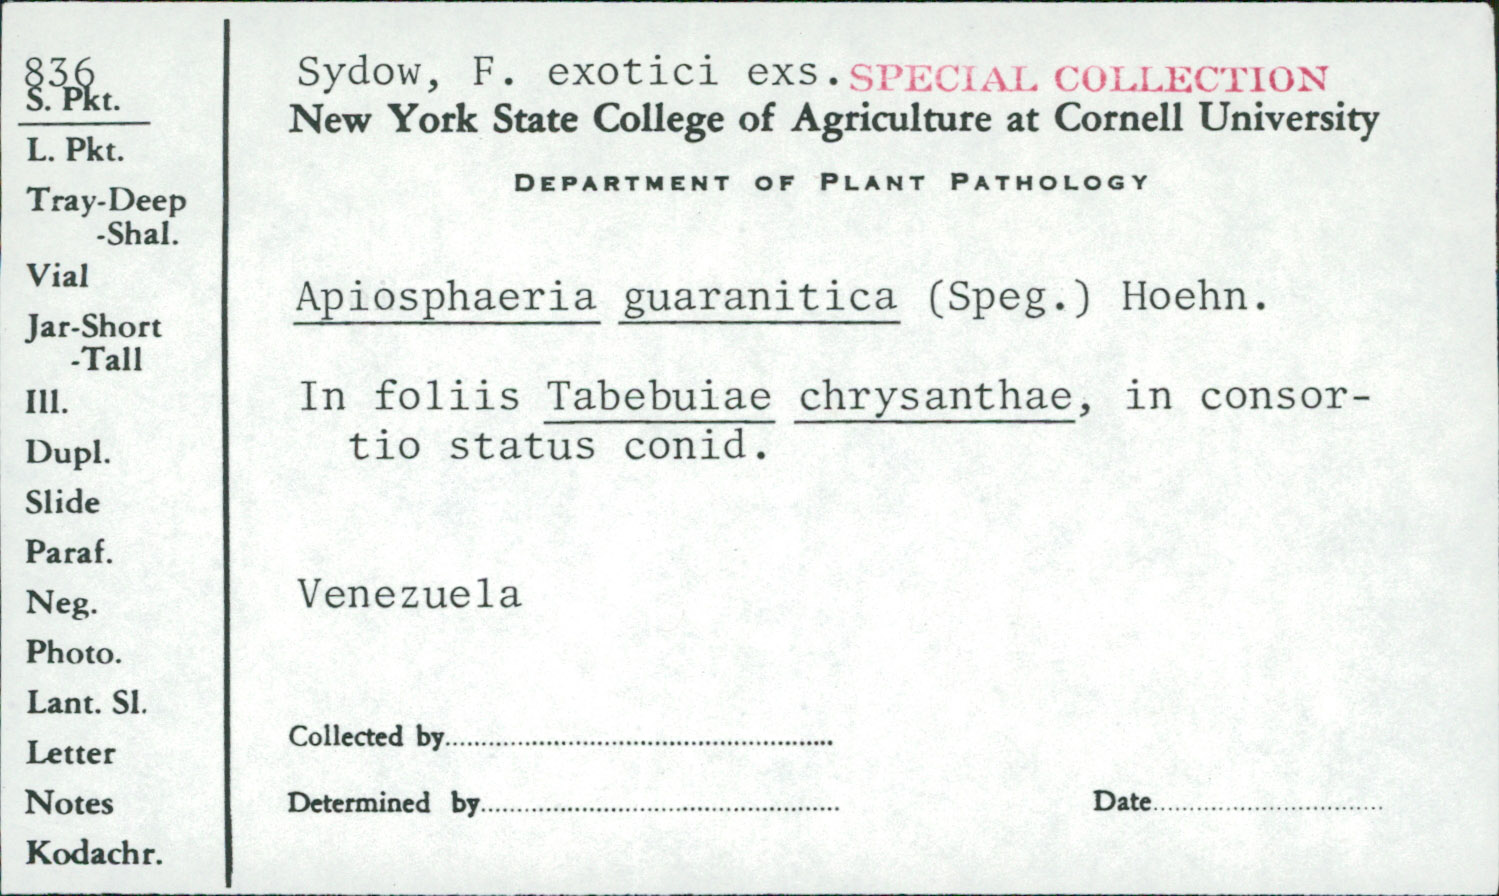 836
S. Pkt.
L. Pkt.
Tray-Deep
-Shal.
Vial
Jar-Short
-Tall
Ill.
Dupl.
Slide
Paraf.
Neg.
Photo.
Lant. Sl.
Letter
Notes
Kodachr.
Sydow, F. exotici exs. SPECIAL COLLECTION
New York State College of Agriculture at Cornell University
DEPARTMENT OF PLANT PATHOLOGY
Apiosphaeria guaranitica (Speg.) Hoehn.
In foliis Tabebuiae chrysanthae, in consor-
tio status conid.
Venezuela
Collected by
Determined by Date